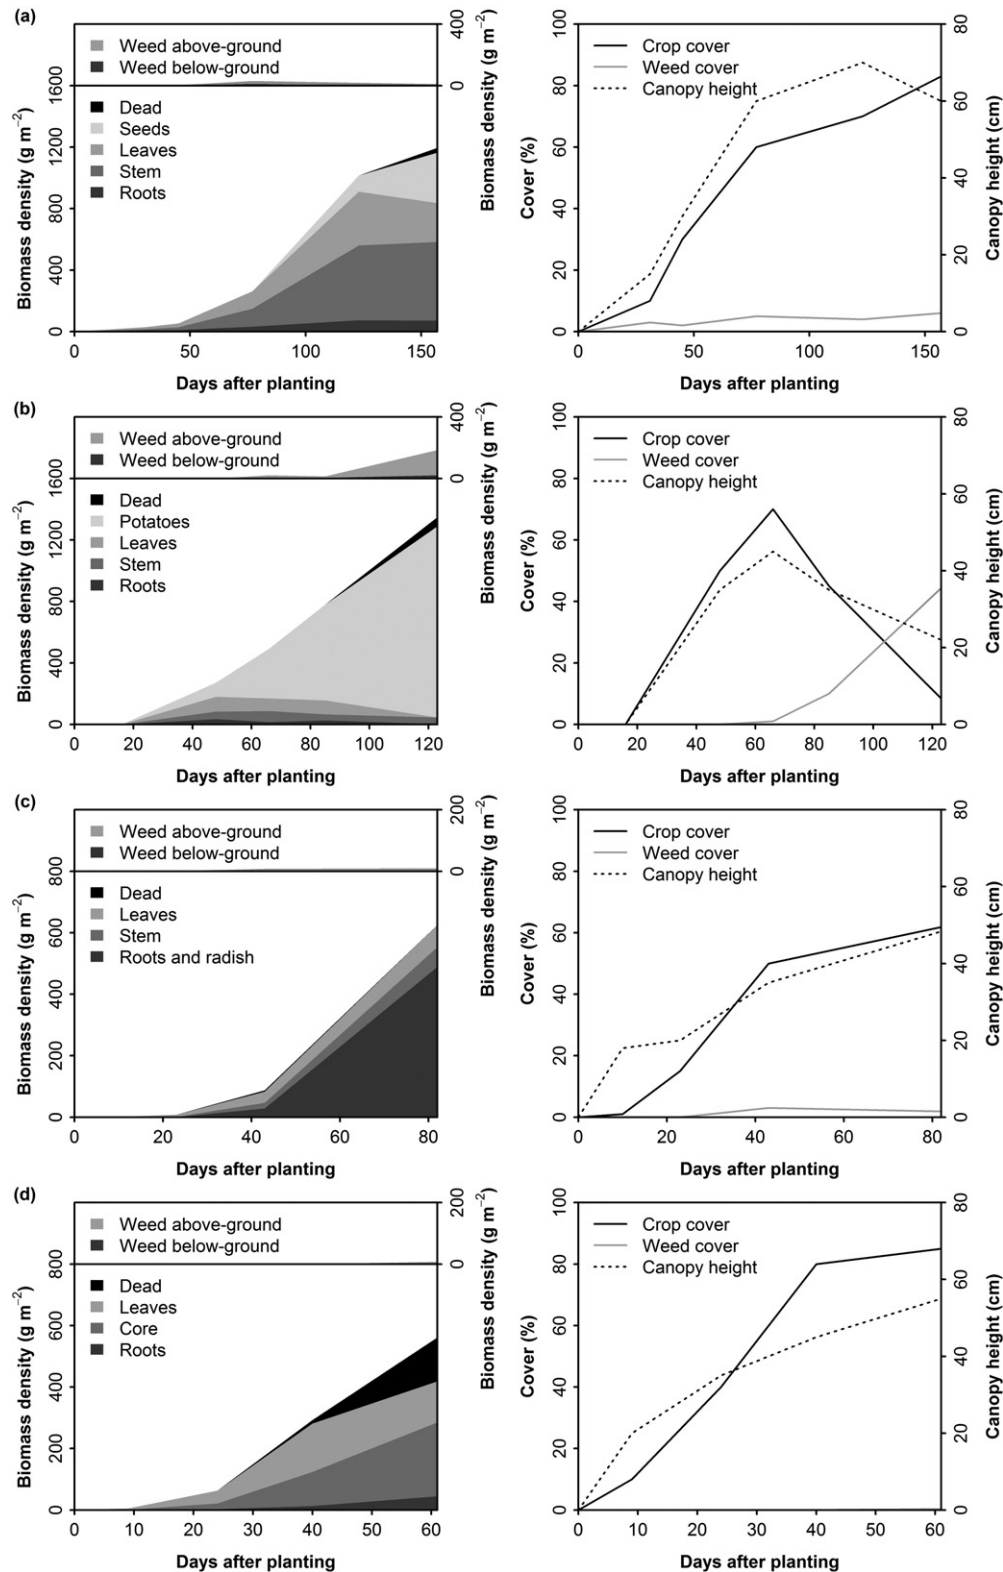 (a)
Weed above-ground
Weed below-ground
Dead
Seeds
Leaves
Stem
Roots
Biomass density (g m−2)
0 400 800 1200 1600
Biomass density (g m−2)
0 400
0 50 100 150
Days after planting
Crop cover
Weed cover
Canopy height
Cover (%)
0 20 40 60 80 100
Canopy height (cm)
0 20 40 60 80
0 50 100 150
Days after planting
(b)
Weed above-ground
Weed below-ground
Dead
Potatoes
Leaves
Stem
Roots
Biomass density (g m−2)
0 400 800 1200 1600
Biomass density (g m−2)
0 400
0 20 40 60 80 100 120
Days after planting
Crop cover
Weed cover
Canopy height
Cover (%)
0 20 40 60 80 100
Canopy height (cm)
0 20 40 60 80
0 20 40 60 80 100 120
Days after planting
(c)
Weed above-ground
Weed below-ground
Dead
Leaves
Stem
Roots and radish
Biomass density (g m−2)
0 200 400 600 800
Biomass density (g m−2)
0 200
0 20 40 60 80
Days after planting
Crop cover
Weed cover
Canopy height
Cover (%)
0 20 40 60 80 100
Canopy height (cm)
0 20 40 60 80
0 20 40 60 80
Days after planting
(d)
Weed above-ground
Weed below-ground
Dead
Leaves
Core
Roots
Biomass density (g m−2)
0 200 400 600 800
Biomass density (g m−2)
0 200
0 10 20 30 40 50 60
Days after planting
Crop cover
Weed cover
Canopy height
Cover (%)
0 20 40 60 80 100
Canopy height (cm)
0 20 40 60 80
0 10 20 30 40 50 60
Days after planting